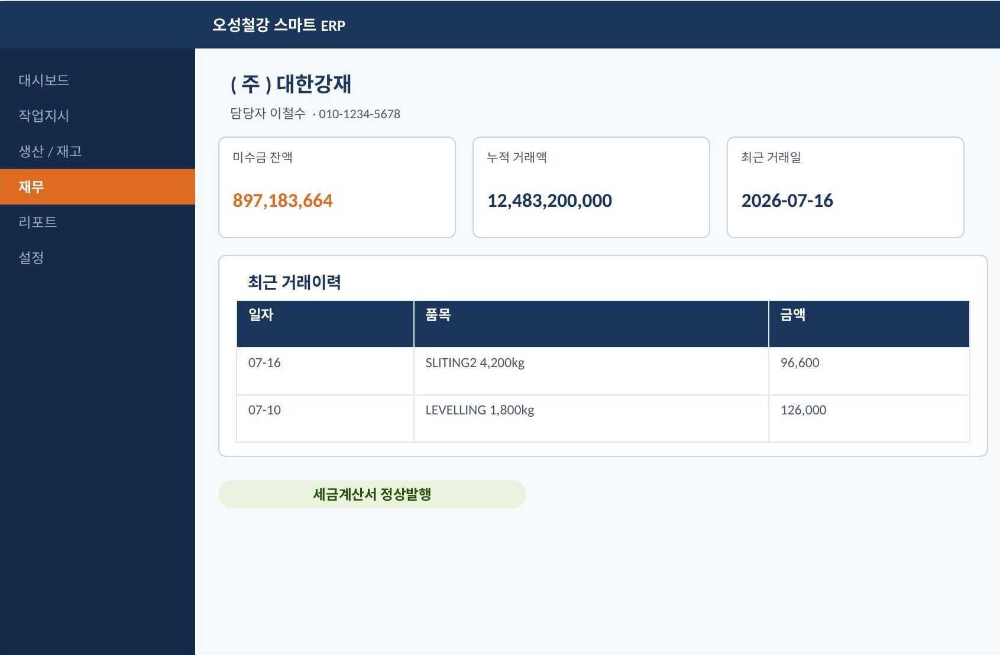 오성철강 스마트 ERP
대시보드
작업지시
생산 / 재고
재무
리포트
설정
( 주 ) 대한강재
담당자 이철수 · 010-1234-5678
미수금 잔액
897,183,664
누적 거래액
12,483,200,000
최근 거래일
2026-07-16
최근 거래이력
일자 품목 금액
07-16 SLITING2 4,200kg 96,600
07-10 LEVELLING 1,800kg 126,000
세금계산서 정상발행